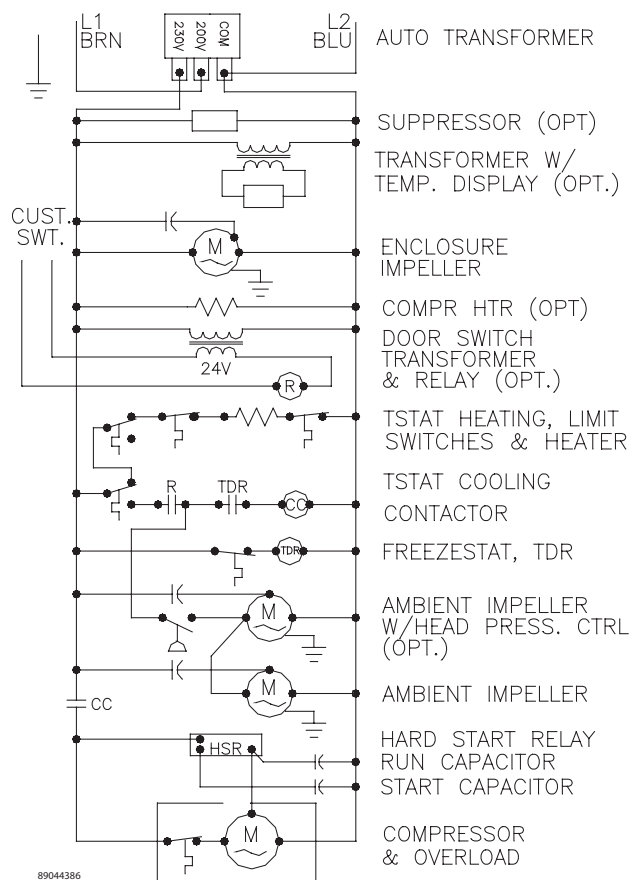 L1
BRN
230V
200V
COM
L2
BLU
AUTO TRANSFORMER
SUPPRESSOR (OPT)
TRANSFORMER W/
TEMP. DISPLAY (OPT.)
CUST.
SWT.
M
ENCLOSURE
IMPELLER
COMPR HTR (OPT)
DOOR SWITCH
TRANSFORMER
& RELAY (OPT.)
24V
R
TSTAT HEATING, LIMIT
SWITCHES & HEATER
TSTAT COOLING
R
TDR
CC
CONTACTOR
TDR
FREEZESTAT, TDR
M
AMBIENT IMPELLER
W/HEAD PRESS. CTRL
(OPT.)
M
AMBIENT IMPELLER
CC
HSR
HARD START RELAY
RUN CAPACITOR
START CAPACITOR
M
COMPRESSOR
& OVERLOAD
89044386